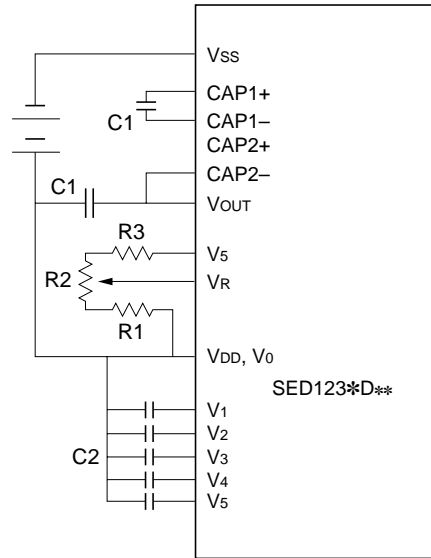 VSS
CAP1+
C1
CAP1–
CAP2+
CAP2–
C1
VOUT
R3
V5
R2
VR
R1
VDD, V0
SED123✱D✱✱
V1
V2
C2
V3
V4
V5